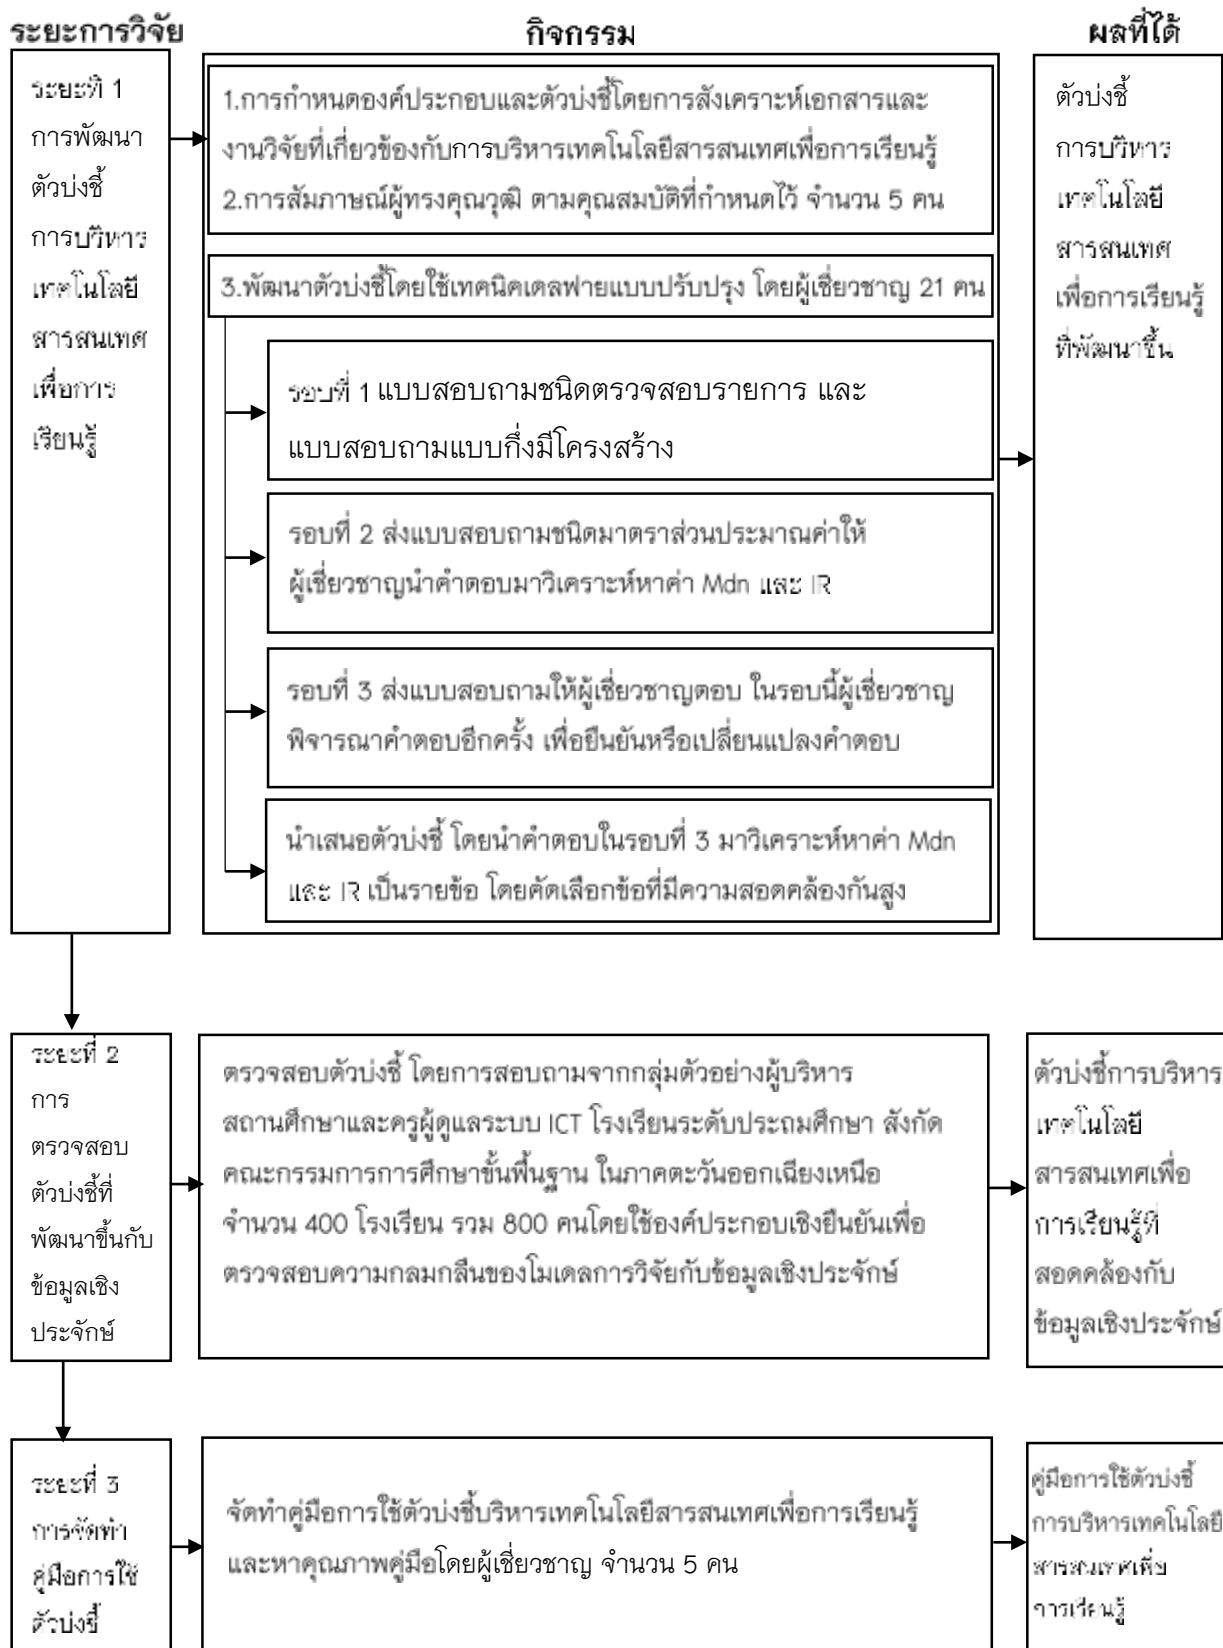 ระยะการวิจัย
กิจกรรม
ผลที่ได้
ระยะที่ 1
การพัฒนา
ตัวบ่งชี้
การบริหาร
เทคโนโลยี
สารสนเทศ
เพื่อการ
เรียนรู้
1.การกำหนดองค์ประกอบและตัวบ่งชี้โดยการสังเคราะห์เอกสารและ
งานวิจัยที่เกี่ยวข้องกับการบริหารเทคโนโลยีสารสนเทศเพื่อการเรียนรู้
2.การสัมภาษณ์ผู้ทรงคุณวุฒิ ตามคุณสมบัติที่กำหนดไว้ จำนวน 5 คน
3.พัฒนาตัวบ่งชี้โดยใช้เทคนิคเดลฟายแบบปรับปรุง โดยผู้เชี่ยวชาญ 21 คน
รอบที่ 1 แบบสอบถามชนิดตรวจสอบรายการ และ
แบบสอบถามแบบกึ่งมีโครงสร้าง
รอบที่ 2 ส่งแบบสอบถามชนิดมาตราส่วนประมาณค่าให้
ผู้เชี่ยวชาญนำคำตอบมาวิเคราะห์หาค่า Mdn และ IR
รอบที่ 3 ส่งแบบสอบถามให้ผู้เชี่ยวชาญตอบ ในรอบนี้ผู้เชี่ยวชาญ
พิจารณาคำตอบอีกครั้ง เพื่อยืนยันหรือเปลี่ยนแปลงคำตอบ
นำเสนอตัวบ่งชี้ โดยนำคำตอบในรอบที่ 3 มาวิเคราะห์หาค่า Mdn
และ IR เป็นรายข้อ โดยคัดเลือกข้อที่มีความสอดคล้องกันสูง
ตัวบ่งชี้
การบริหาร
เทคโนโลยี
สารสนเทศ
เพื่อการเรียนรู้
ที่พัฒนาขึ้น
ระยะที่ 2
การ
ตรวจสอบ
ตัวบ่งชี้ที่
พัฒนาขึ้นกับ
ข้อมูลเชิง
ประจักษ์
ตรวจสอบตัวบ่งชี้ โดยการสอบถามจากกลุ่มตัวอย่างผู้บริหาร
สถานศึกษาและครูผู้ดูแลระบบ ICT โรงเรียนระดับประถมศึกษา สังกัด
คณะกรรมการการศึกษาขั้นพื้นฐาน ในภาคตะวันออกเฉียงเหนือ
จำนวน 400 โรงเรียน รวม 800 คนโดยใช้องค์ประกอบเชิงยืนยันเพื่อ
ตรวจสอบความกลมกลืนของโมเดลการวิจัยกับข้อมูลเชิงประจักษ์
ตัวบ่งชี้การบริหาร
เทคโนโลยี
สารสนเทศเพื่อ
การเรียนรู้ที่
สอดคล้องกับ
ข้อมูลเชิงประจักษ์
ระยะที่ 3
การจัดทำ
คู่มือการใช้
ตัวบ่งชี้
จัดทำคู่มือการใช้ตัวบ่งชี้บริหารเทคโนโลยีสารสนเทศเพื่อการเรียนรู้
และหาคุณภาพคู่มือโดยผู้เชี่ยวชาญ จำนวน 5 คน
คู่มือการใช้ตัวบ่งชี้
การบริหารเทคโนโลยี
สารสนเทศเพื่อ
การเรียนรู้